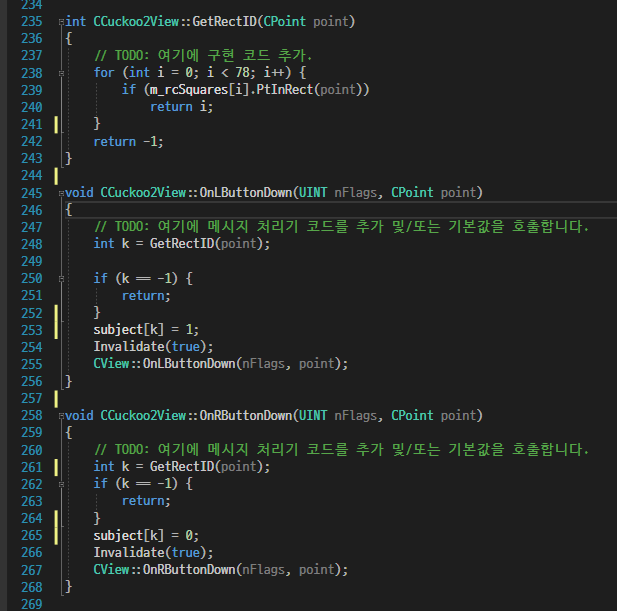 234
235 int CCuckoo2View::GetRectID(CPoint point)
236 {
237     // TODO: 여기에 구현 코드 추가.
238     for (int i = 0; i < 78; i++) {
239         if (m_rcSquares[i].PtInRect(point))
240             return i;
241     }
242     return -1;
243 }
244
245 void CCuckoo2View::OnLButtonDown(UINT nFlags, CPoint point)
246 {
247     // TODO: 여기에 메시지 처리기 코드를 추가 및/또는 기본값을 호출합니다.
248     int k = GetRectID(point);
249
250     if (k == -1) {
251         return;
252     }
253     subject[k] = 1;
254     Invalidate(true);
255     CView::OnLButtonDown(nFlags, point);
256 }
257
258 void CCuckoo2View::OnRButtonDown(UINT nFlags, CPoint point)
259 {
260     // TODO: 여기에 메시지 처리기 코드를 추가 및/또는 기본값을 호출합니다.
261     int k = GetRectID(point);
262     if (k == -1) {
263         return;
264     }
265     subject[k] = 0;
266     Invalidate(true);
267     CView::OnRButtonDown(nFlags, point);
268 }
269